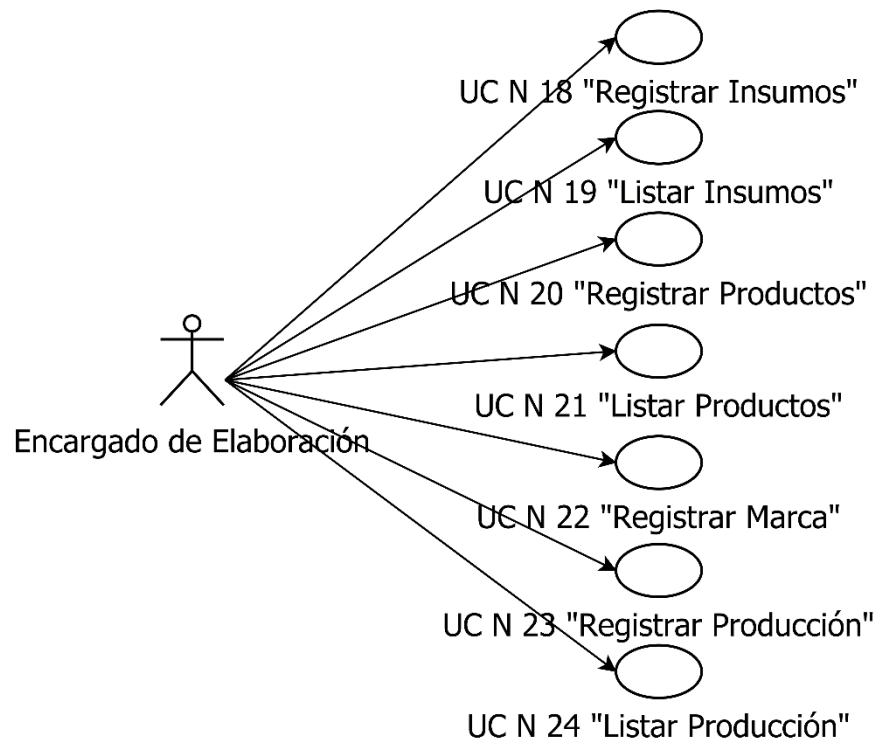 UC N 18 "Registrar Insumos"
UC N 19 "Listar Insumos"
UC N 20 "Registrar Productos"
UC N 21 "Listar Productos"
Encargado de Elaboración
UC N 22 "Registrar Marca"
UC N 23 "Registrar Producción"
UC N 24 "Listar Producción"